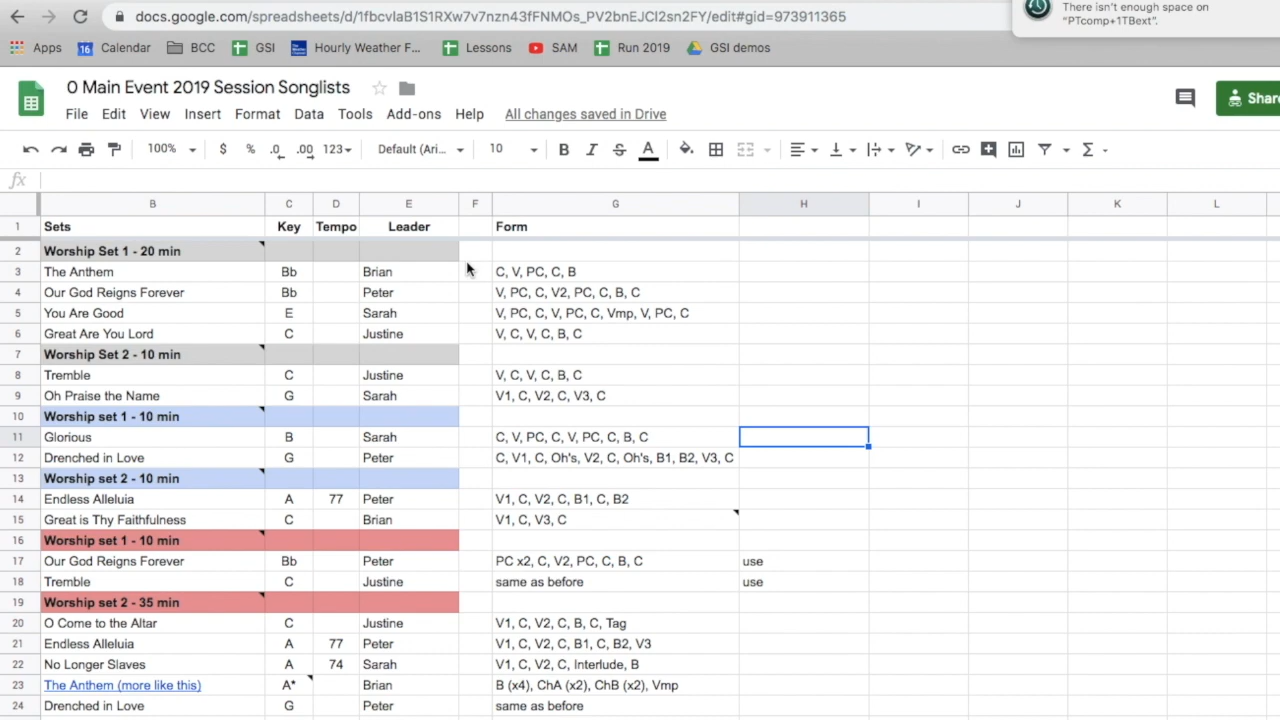 docs.google.com/spreadsheets/d/1fbcvlaB1S1RXw7v7nzn43fFNMOs_PV2bnEJCl2sn2FY/edit#gid=973911365
There isn't enough space on
"PTcomp+1TBext".
Apps 16 Calendar BCC GSI Hourly Weather F... Lessons SAM Run 2019 GSI demos
0 Main Event 2019 Session Songlists
File Edit View Insert Format Data Tools Add-ons Help All changes saved in Drive
Share
100% $ % .0 .00 123 Default (Ari... 10 B I S A Σ
fx
B C D E F G H I J K L
1 Sets Key Tempo Leader Form
2 Worship Set 1 - 20 min
3 The Anthem Bb Brian C, V, PC, C, B
4 Our God Reigns Forever Bb Peter V, PC, C, V2, PC, C, B, C
5 You Are Good E Sarah V, PC, C, V, PC, C, Vmp, V, PC, C
6 Great Are You Lord C Justine V, C, V, C, B, C
7 Worship Set 2 - 10 min
8 Tremble C Justine V, C, V, C, B, C
9 Oh Praise the Name G Sarah V1, C, V2, C, V3, C
10 Worship set 1 - 10 min
11 Glorious B Sarah C, V, PC, C, V, PC, C, B, C
12 Drenched in Love G Peter C, V1, C, Oh's, V2, C, Oh's, B1, B2, V3, C
13 Worship set 2 - 10 min
14 Endless Alleluia A 77 Peter V1, C, V2, C, B1, C, B2
15 Great is Thy Faithfulness C Brian V1, C, V3, C
16 Worship set 1 - 10 min
17 Our God Reigns Forever Bb Peter PC x2, C, V2, PC, C, B, C use
18 Tremble C Justine same as before use
19 Worship set 2 - 35 min
20 O Come to the Altar C Justine V1, C, V2, C, B, C, Tag
21 Endless Alleluia A 77 Peter V1, C, V2, C, B1, C, B2, V3
22 No Longer Slaves A 74 Sarah V1, C, V2, C, Interlude, B
23 The Anthem (more like this) A* Brian B (x4), ChA (x2), ChB (x2), Vmp
24 Drenched in Love G Peter same as before